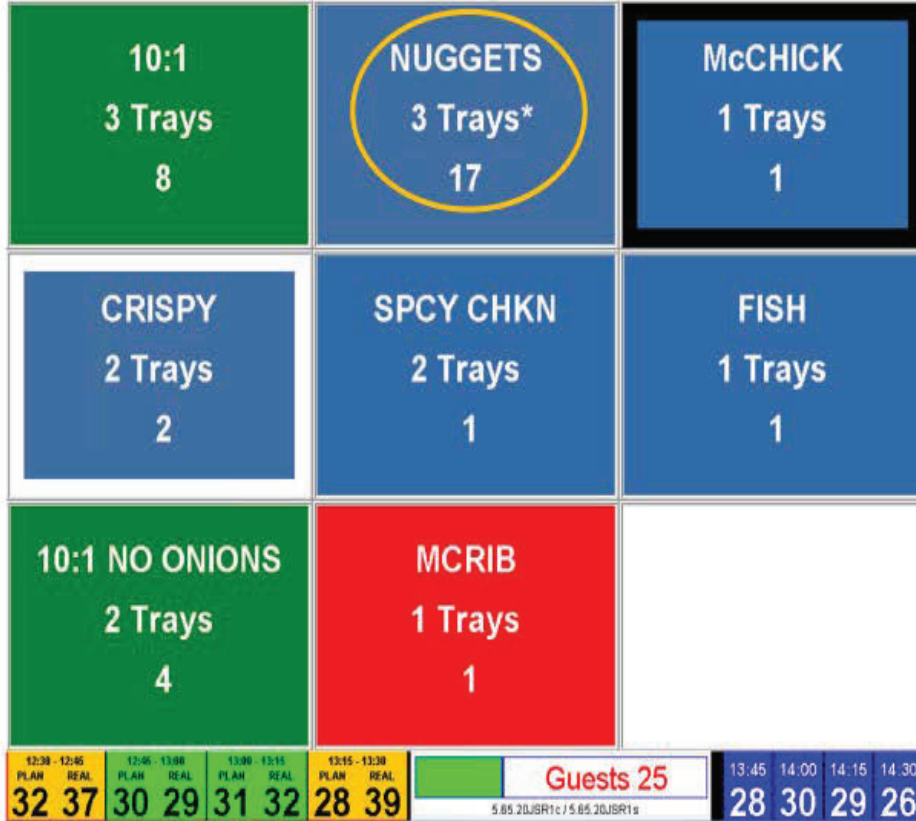 10:1
3 Trays
8
NUGGETS
3 Trays*
17
McCHICK
1 Trays
1
CRISPY
2 Trays
2
SPCY CHKN
2 Trays
1
FISH
1 Trays
1
10:1 NO ONIONS
2 Trays
4
MCRIB
1 Trays
1
12:30 - 12:45
PLAN REAL
32 37
12:45 - 13:00
PLAN REAL
30 29
13:00 - 13:15
PLAN REAL
31 32
13:15 - 13:30
PLAN REAL
28 39
Guests 25
5.65.20JSR1c / 5.65.20JSR1s
13:45 14:00 14:15 14:30
28 30 29 26